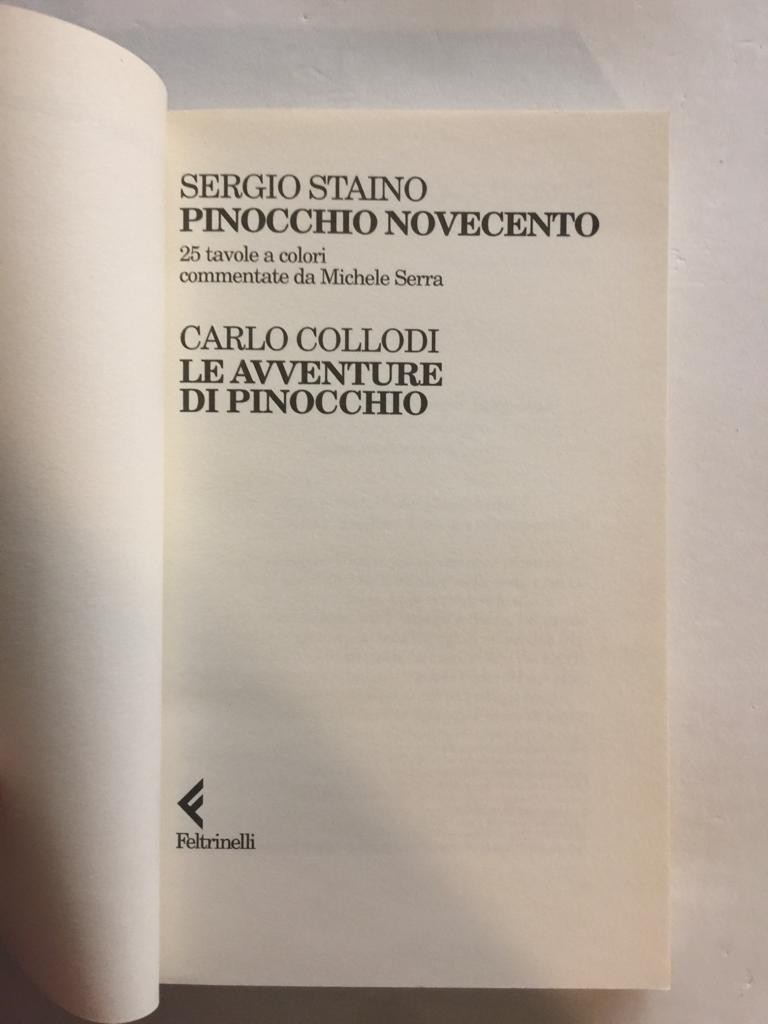 SERGIO STAINO
PINOCCHIO NOVECENTO
25 tavole a colori
commentate da Michele Serra
CARLO COLLODI
LE AVVENTURE
DI PINOCCHIO
Feltrinelli